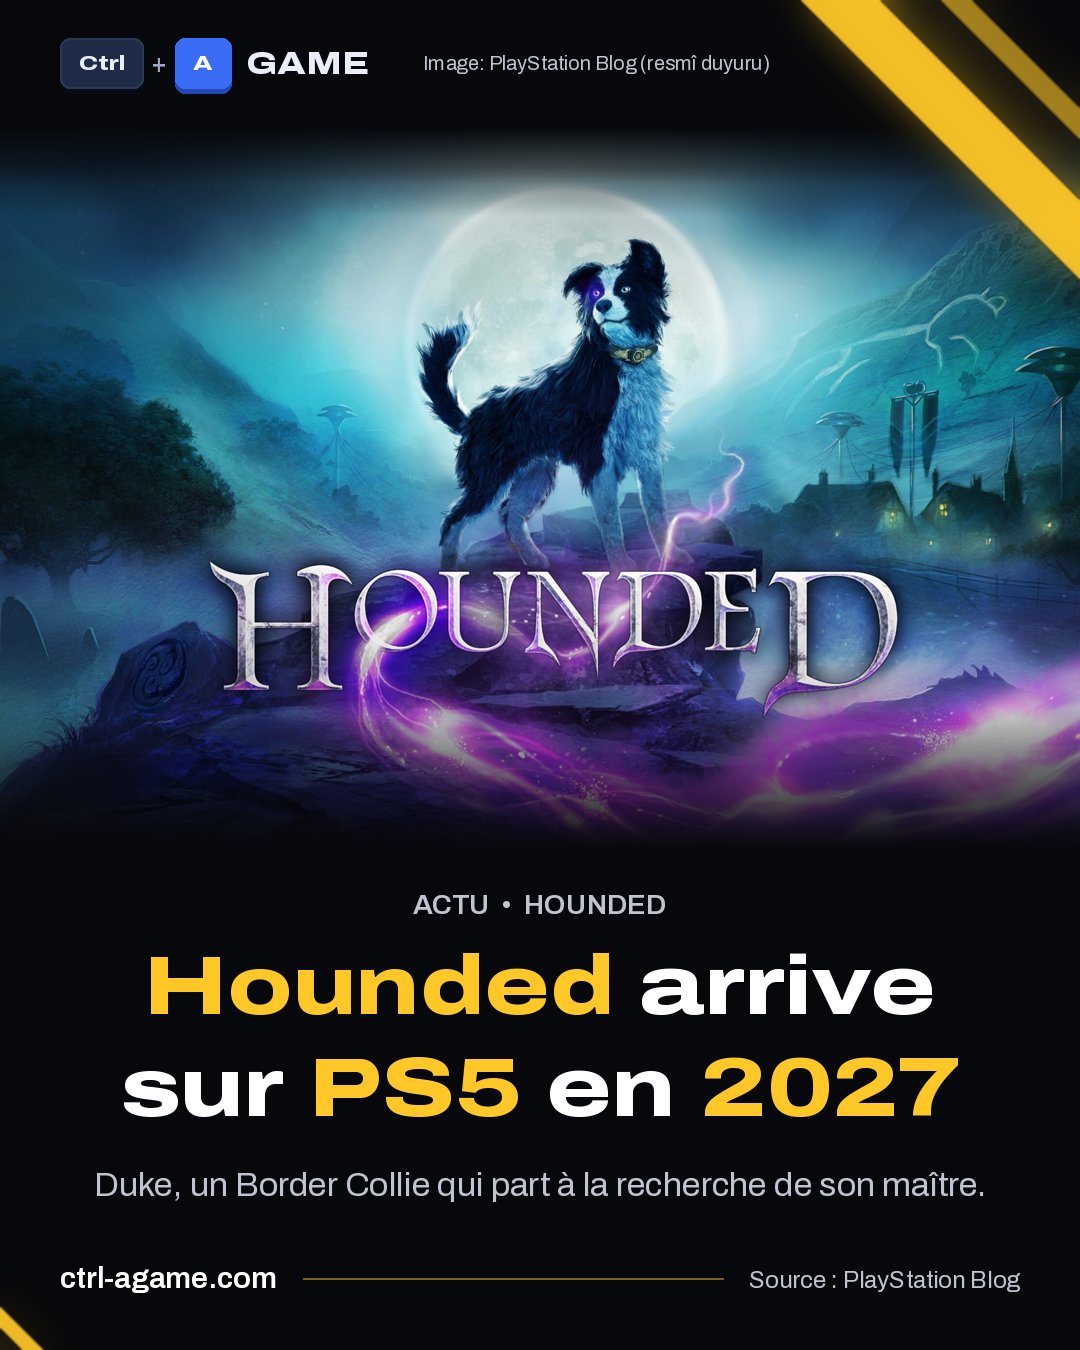 Ctrl + A GAME Image: PlayStation Blog (resmî duyuru)
HOUNDED
ACTU • HOUNDED
Hounded arrive
sur PS5 en 2027
Duke, un Border Collie qui part à la recherche de son maître.
ctrl-agame.com Source : PlayStation Blog